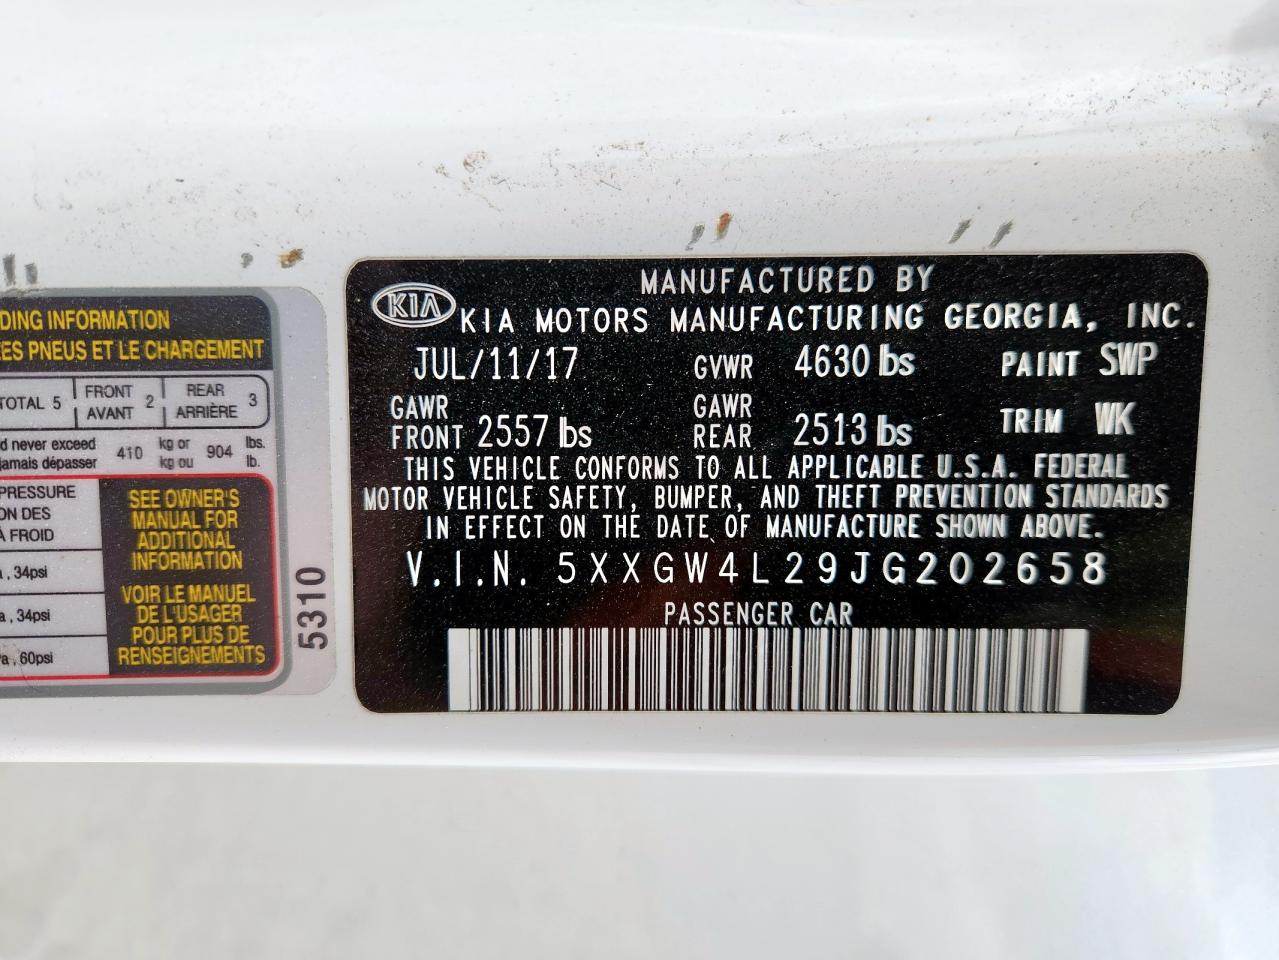 DING INFORMATION
ES PNEUS ET LE CHARGEMENT
TOTAL 5 FRONT AVANT 2 REAR ARRIÈRE 3
d never exceed
jamais dépasser 410 kg or kg ou 904 lbs. lb.
PRESSURE
ON DES
À FROID
, 34psi
a , 34psi
a , 60psi
SEE OWNER'S
MANUAL FOR
ADDITIONAL
INFORMATION
VOIR LE MANUEL
DE L'USAGER
POUR PLUS DE
RENSEIGNEMENTS
5310
MANUFACTURED BY
KIA
KIA MOTORS MANUFACTURING GEORGIA, INC.
JUL/11/17 GVWR 4630 lbs PAINT SWP
GAWR FRONT 2557 lbs GAWR REAR 2513 lbs TRIM WK
THIS VEHICLE CONFORMS TO ALL APPLICABLE U.S.A. FEDERAL
MOTOR VEHICLE SAFETY, BUMPER, AND THEFT PREVENTION STANDARDS
IN EFFECT ON THE DATE OF MANUFACTURE SHOWN ABOVE.
V.I.N. 5XXGW4L29JG202658
PASSENGER CAR